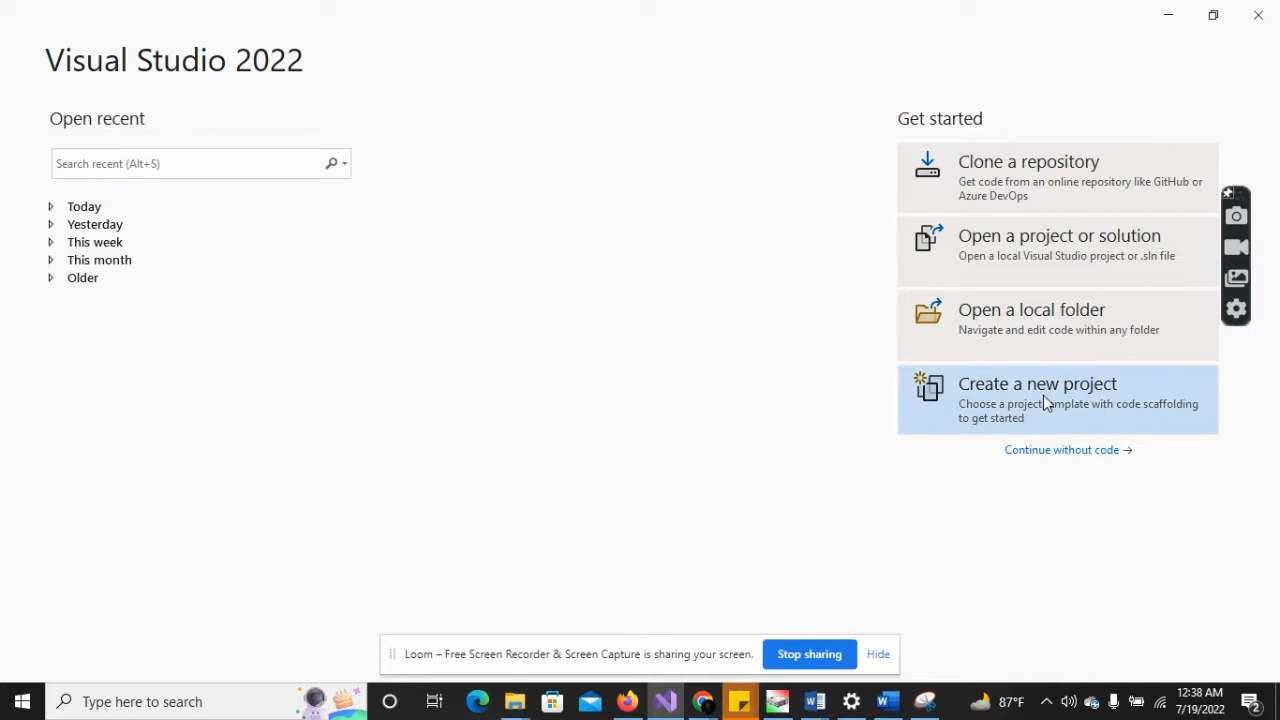 Visual Studio 2022
Open recent
Search recent (Alt+S)
Today
Yesterday
This week
This month
Older
Get started
Clone a repository
Get code from an online repository like GitHub or
Azure DevOps
Open a project or solution
Open a local Visual Studio project or .sln file
Open a local folder
Navigate and edit code within any folder
Create a new project
Choose a project template with code scaffolding
to get started
Continue without code →
Loom – Free Screen Recorder & Screen Capture is sharing your screen.
Stop sharing
Hide
Type here to search
87°F
12:38 AM
7/19/2022
2